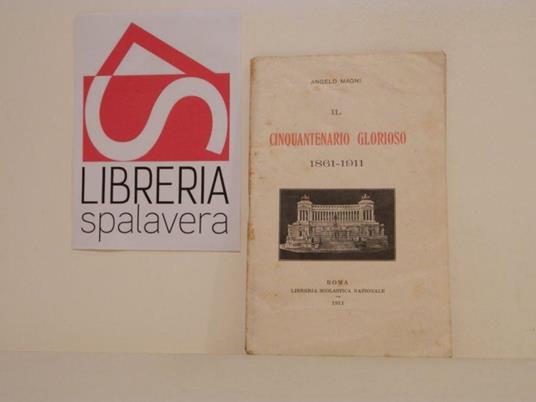 LIBRERIA
spalavera
ANGELO MAGNI
IL
CINQUANTENARIO GLORIOSO
1861-1911
ROMA
LIBRERIA SCOLASTICA NAZIONALE
1911